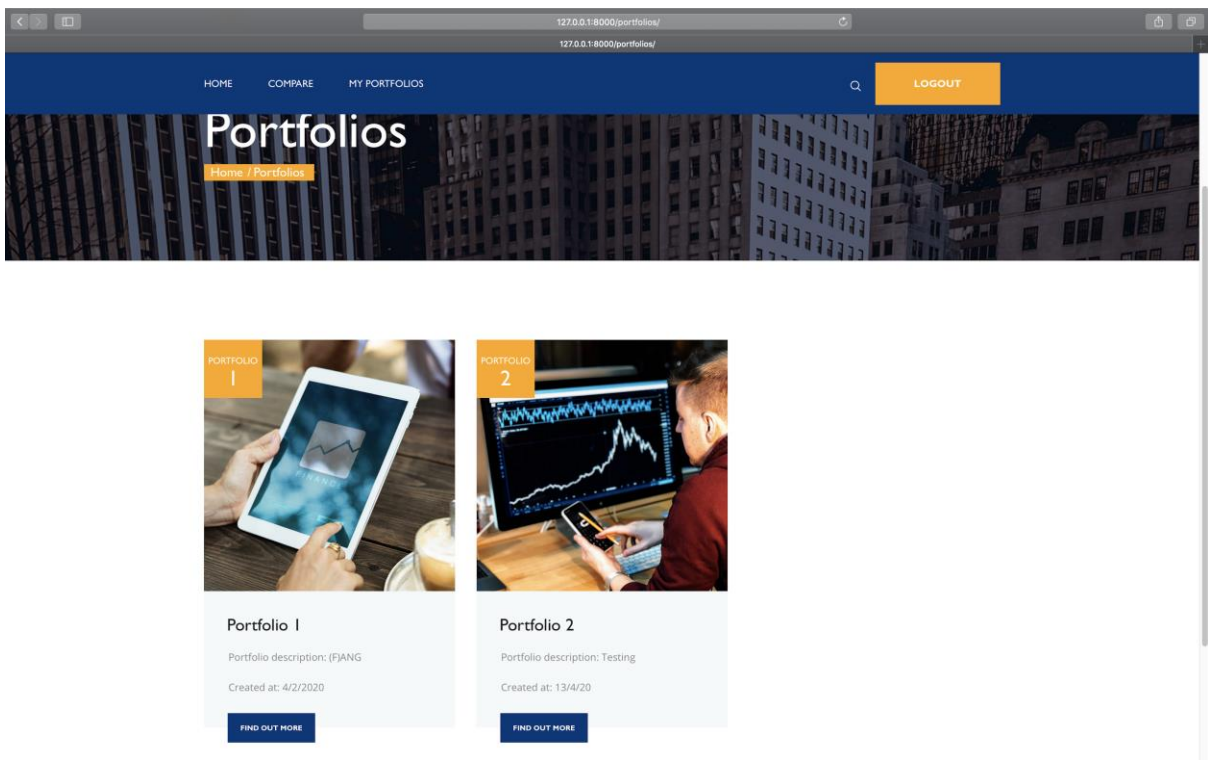 127.0.0.1:8000/portfolios/
127.0.0.1:8000/portfolios/
HOME COMPARE MY PORTFOLIOS LOGOUT
Portfolios
Home / Portfolios
PORTFOLIO
1
FINANCE
PORTFOLIO
2
Portfolio 1
Portfolio description: (F)ANG
Created at: 4/2/2020
FIND OUT MORE
Portfolio 2
Portfolio description: Testing
Created at: 13/4/20
FIND OUT MORE